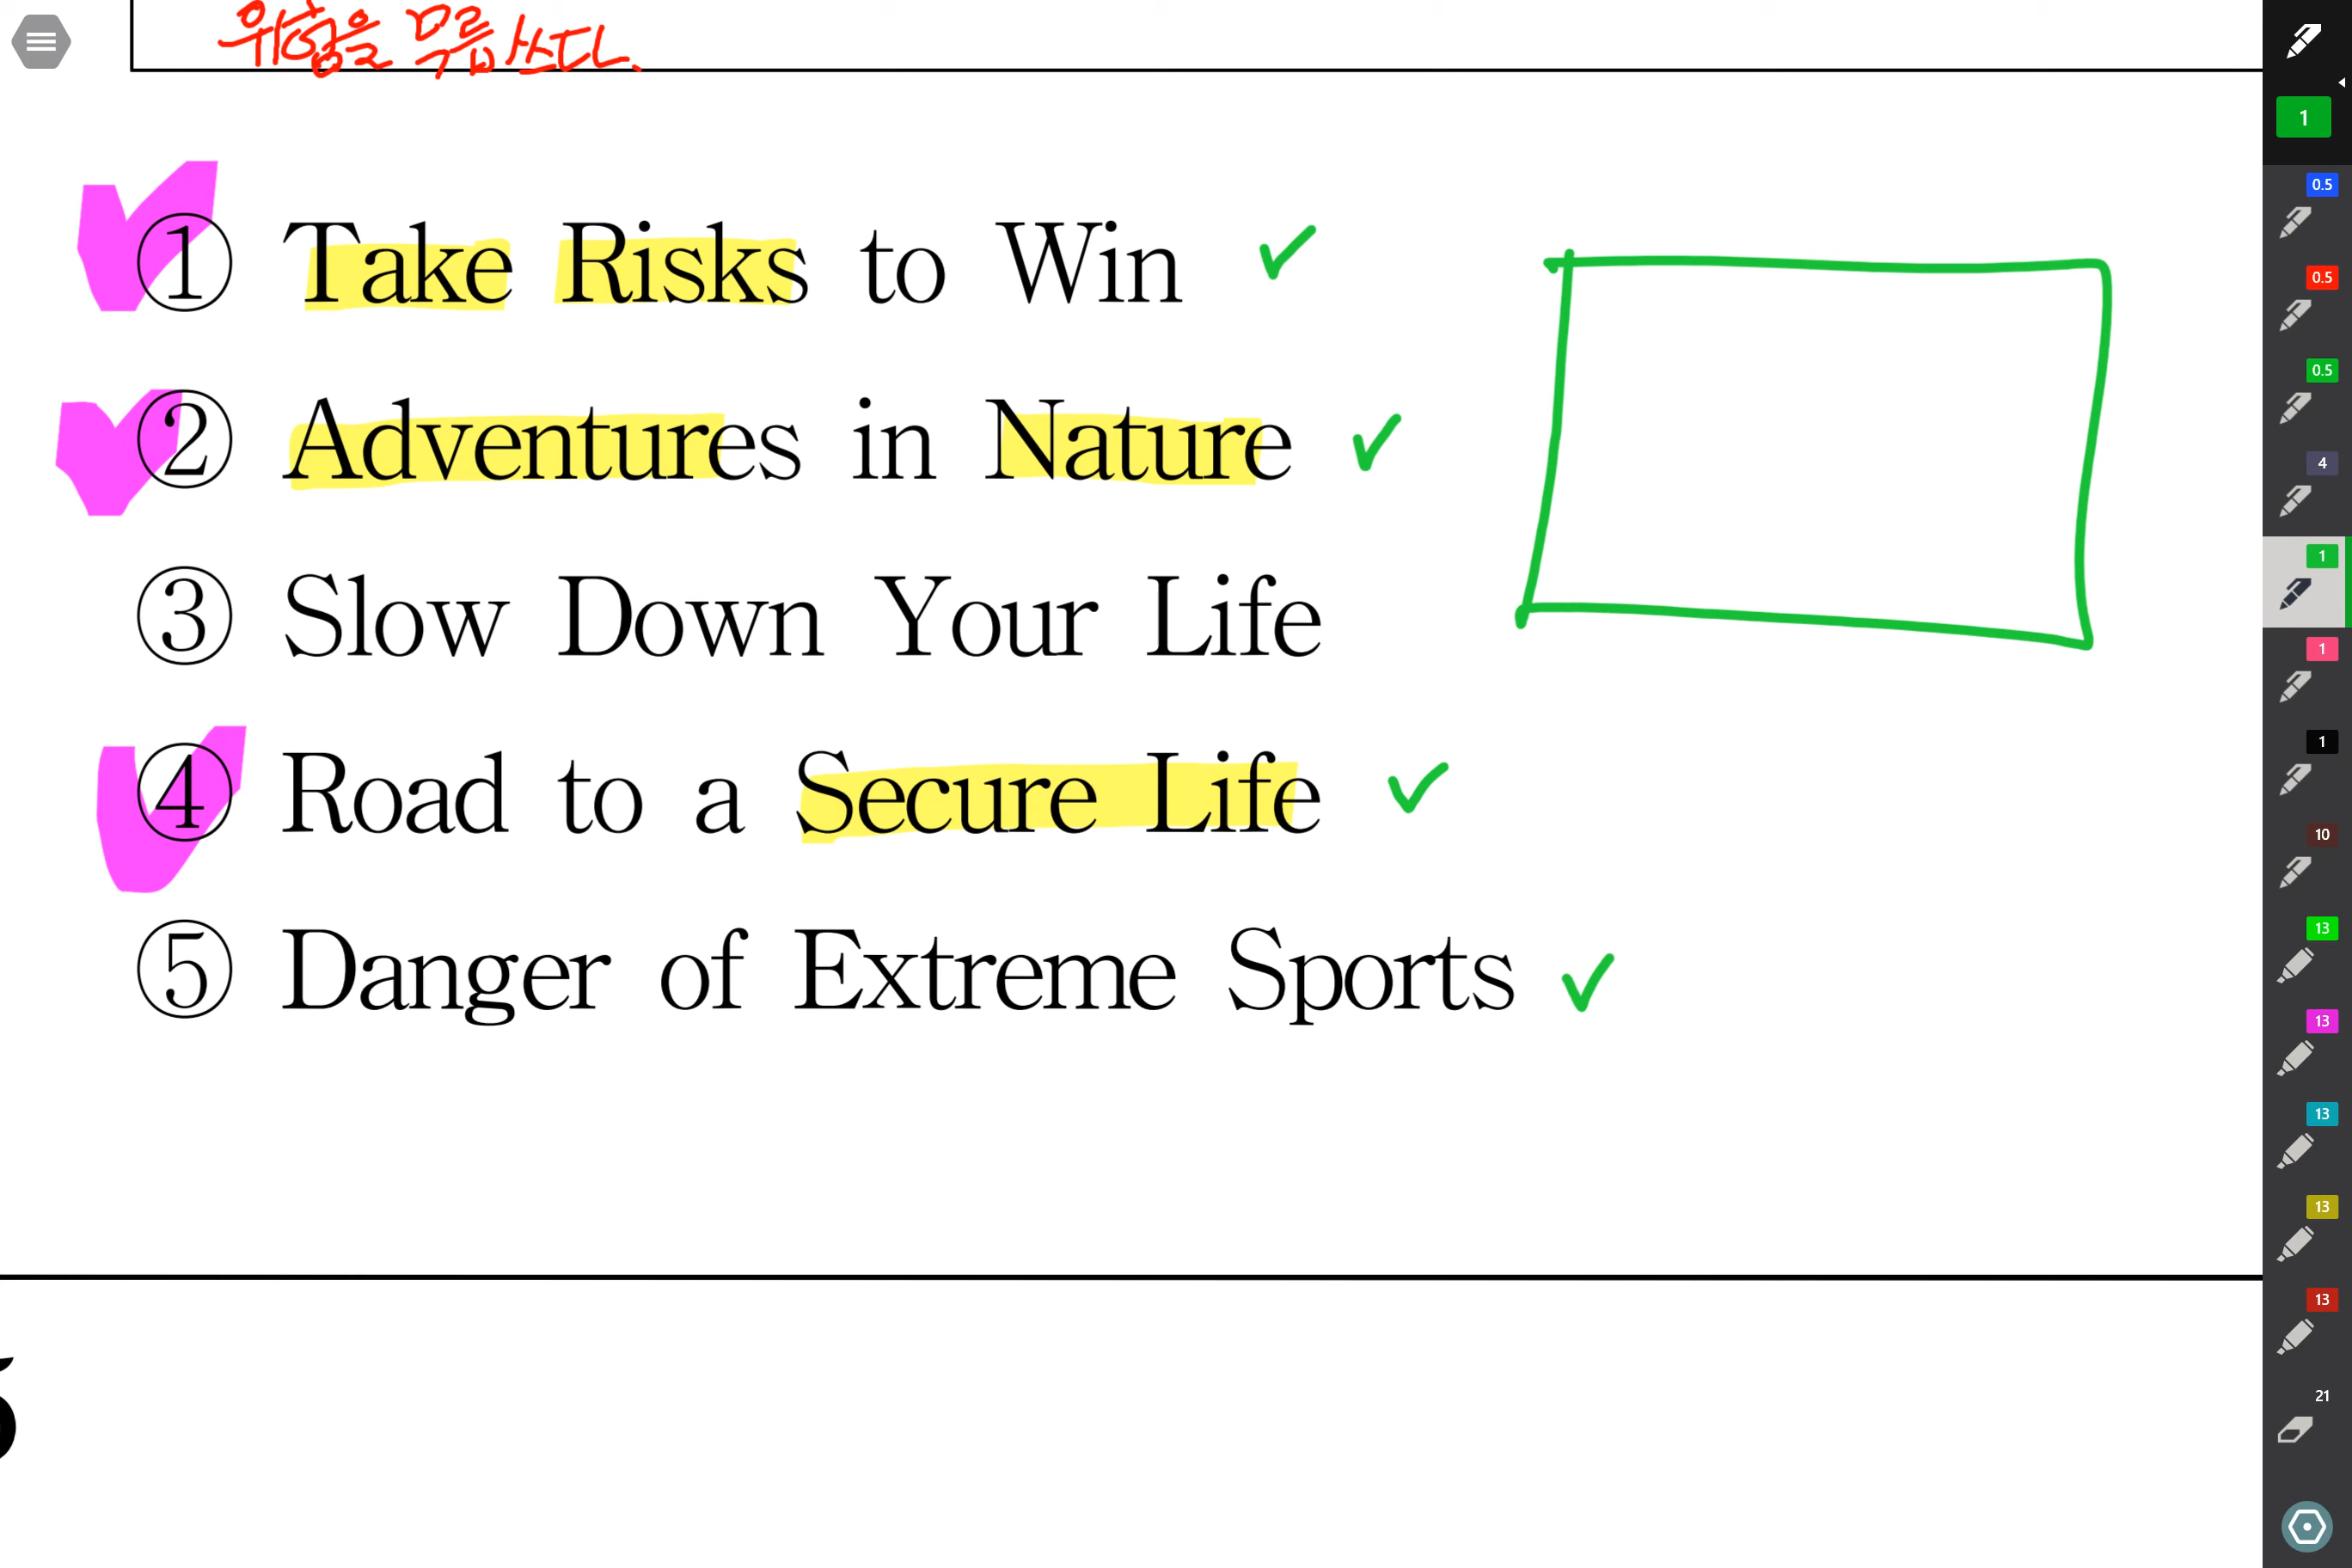 위험을 무릅쓰다.
① Take Risks to Win
② Adventures in Nature
③ Slow Down Your Life
④ Road to a Secure Life
⑤ Danger of Extreme Sports
1
0.5
0.5
0.5
4
1
1
1
10
13
13
13
13
13
21